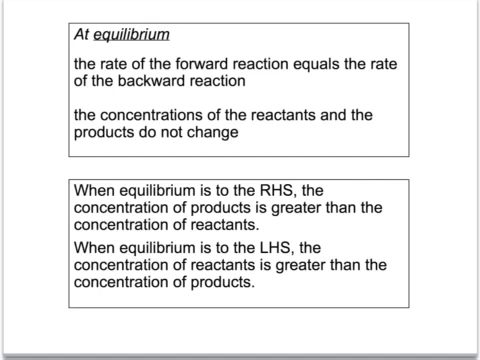 At equilibrium
the rate of the forward reaction equals the rate
of the backward reaction
the concentrations of the reactants and the
products do not change
When equilibrium is to the RHS, the
concentration of products is greater than the
concentration of reactants.
When equilibrium is to the LHS, the
concentration of reactants is greater than the
concentration of products.